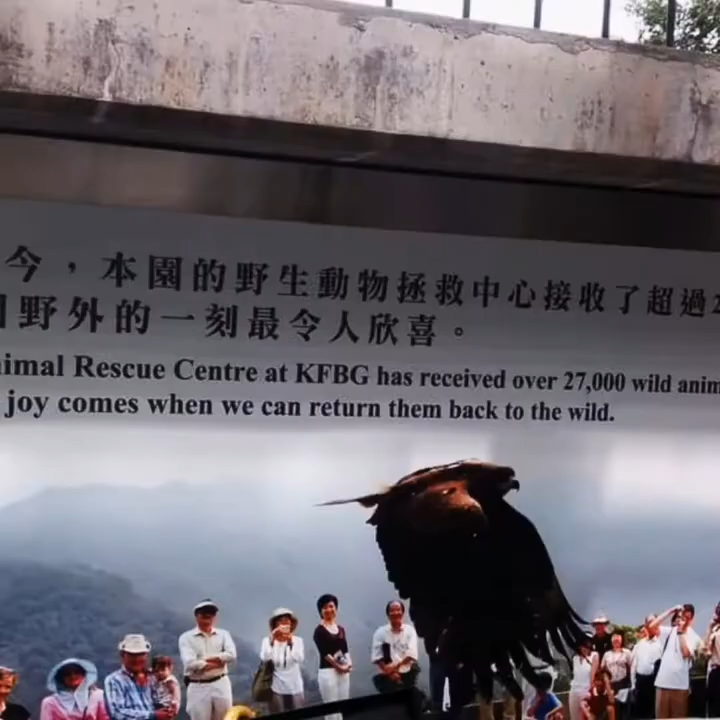 今，本園的野生動物拯救中心接收了超過
野外的一刻最令人欣喜。
Rescue Centre at KFBG has received over 27,000 wild
joy comes when we can return them back to the wild.